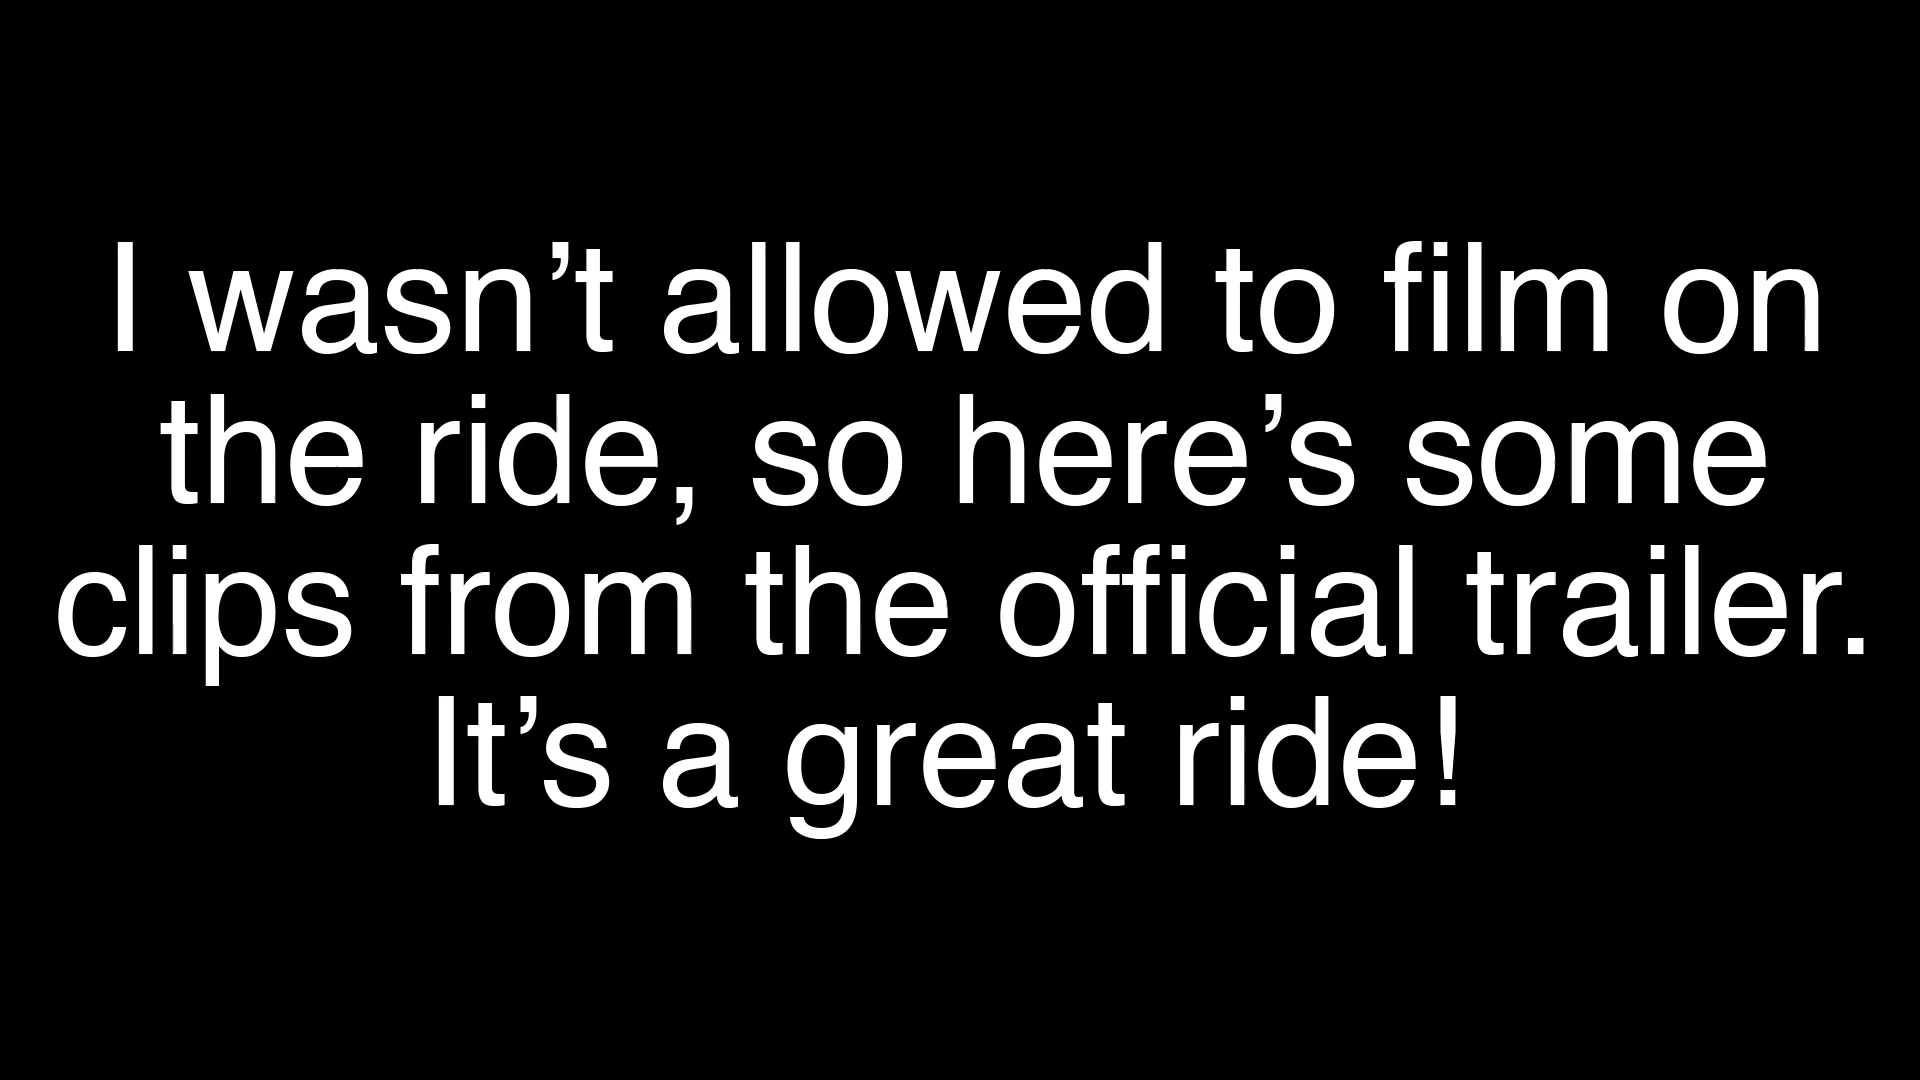 I wasn’t allowed to film on
the ride, so here’s some
clips from the official trailer.
It’s a great ride!